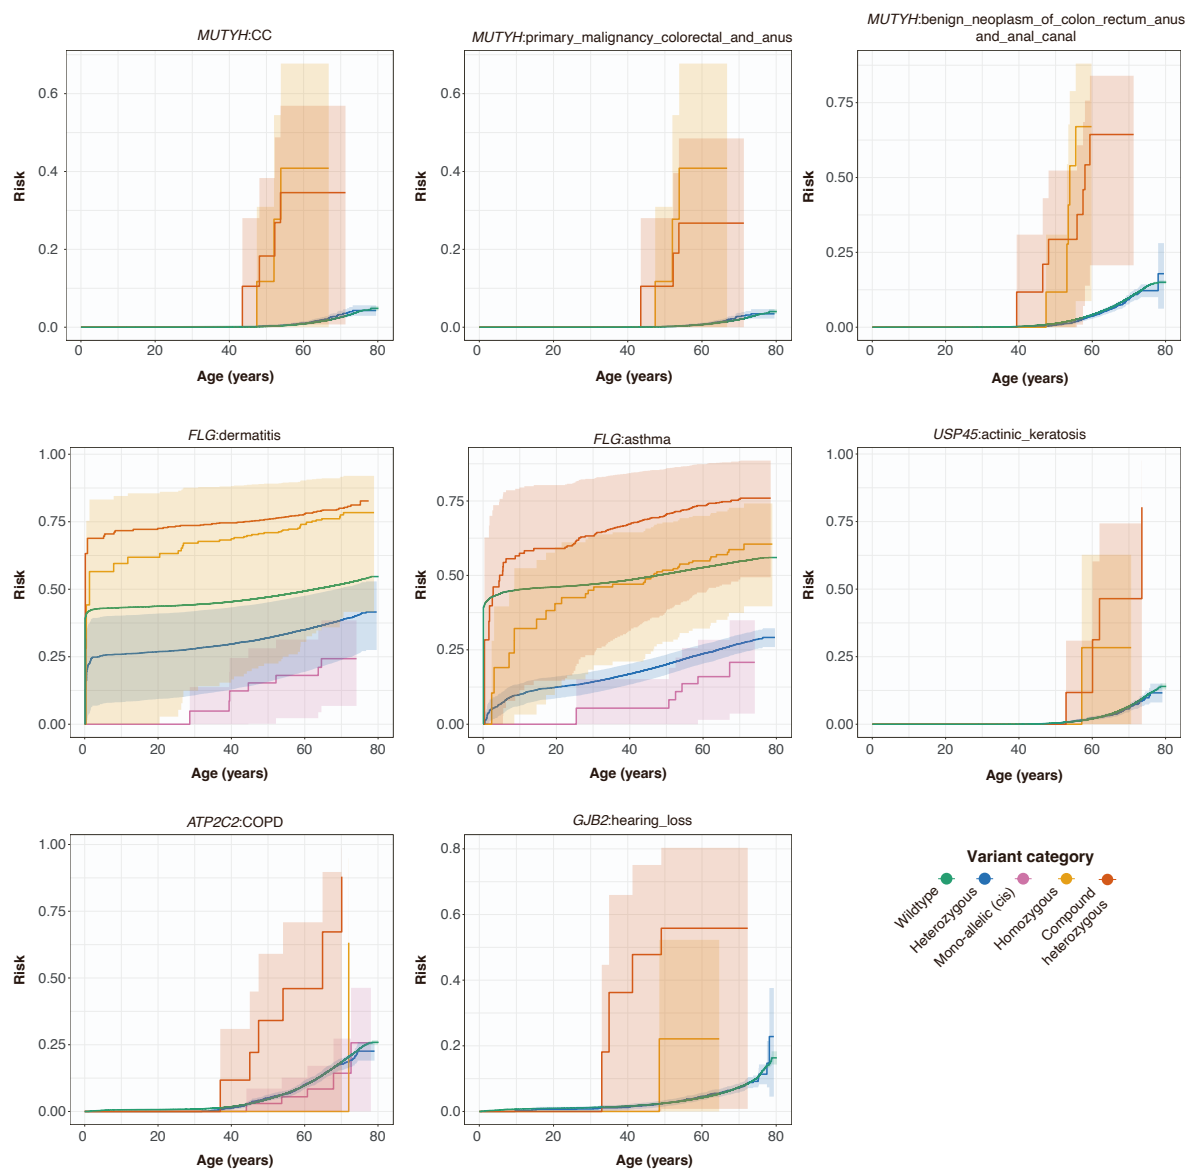 MUTYH:CC
0.6
0.4
0.2
0.0
Risk
0 20 40 60 80
Age (years)
MUTYH:primary_malignancy_colorectal_and_anus
0.6
0.4
0.2
0.0
Risk
0 20 40 60 80
Age (years)
MUTYH:benign_neoplasm_of_colon_rectum_anus
and_anal_canal
0.75
0.50
0.25
0.00
Risk
0 20 40 60 80
Age (years)
FLG:dermatitis
1.00
0.75
0.50
0.25
0.00
Risk
0 20 40 60 80
Age (years)
FLG:asthma
0.75
0.50
0.25
0.00
Risk
0 20 40 60 80
Age (years)
USP45:actinic_keratosis
1.00
0.75
0.50
0.25
0.00
Risk
0 20 40 60 80
Age (years)
ATP2C2:COPD
1.00
0.75
0.50
0.25
0.00
Risk
0 20 40 60 80
Age (years)
GJB2:hearing_loss
0.8
0.6
0.4
0.2
0.0
Risk
0 20 40 60 80
Age (years)
Variant category
Wildtype
Heterozygous
Mono-allelic (cis)
Homozygous
Compound
heterozygous